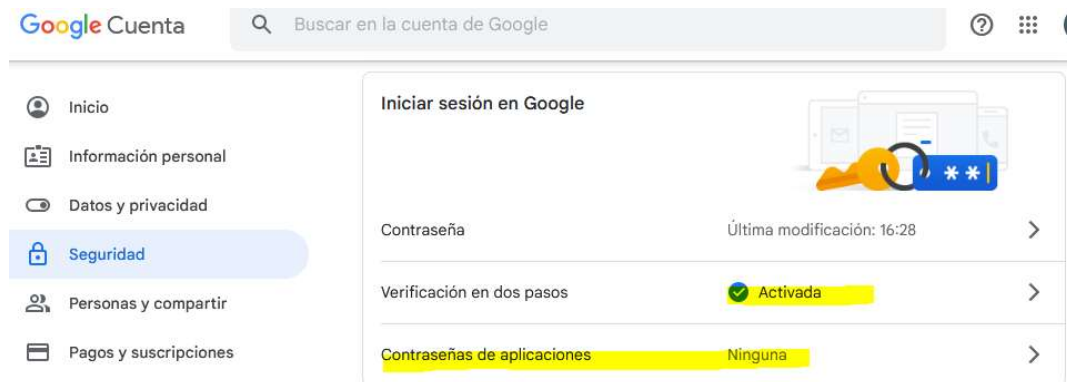 Google Cuenta
Buscar en la cuenta de Google
Inicio
Información personal
Datos y privacidad
Seguridad
Personas y compartir
Pagos y suscripciones
Iniciar sesión en Google
**
Contraseña Última modificación: 16:28
Verificación en dos pasos Activada
Contraseñas de aplicaciones Ninguna